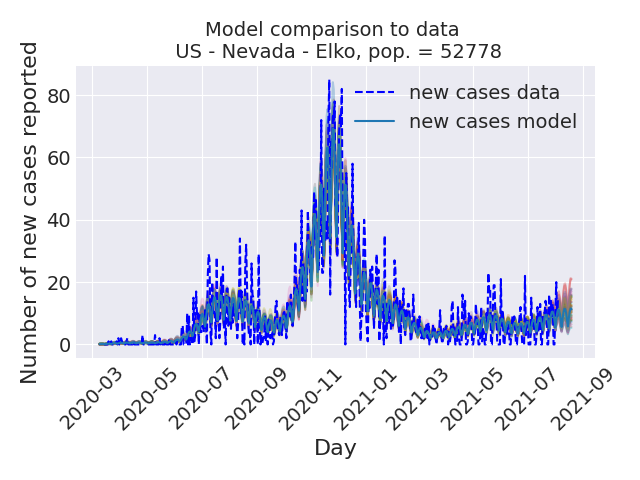 Model comparison to data
US - Nevada - Elko, pop. = 52778
Number of new cases reported
80
60
40
20
0
new cases data
new cases model
2020-03
2020-05
2020-07
2020-09
2020-11
2021-01
2021-03
2021-05
2021-07
2021-09
Day